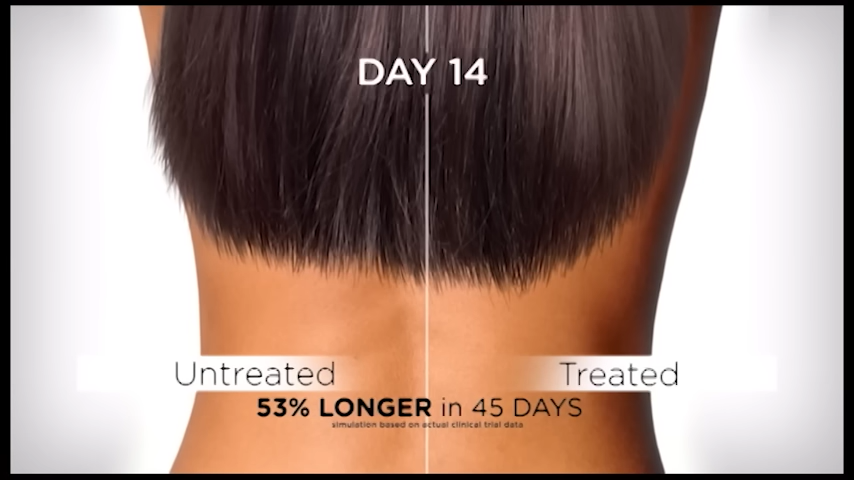 DAY 14
Untreated
Treated
53% LONGER in 45 DAYS
simulation based on actual clinical trial data